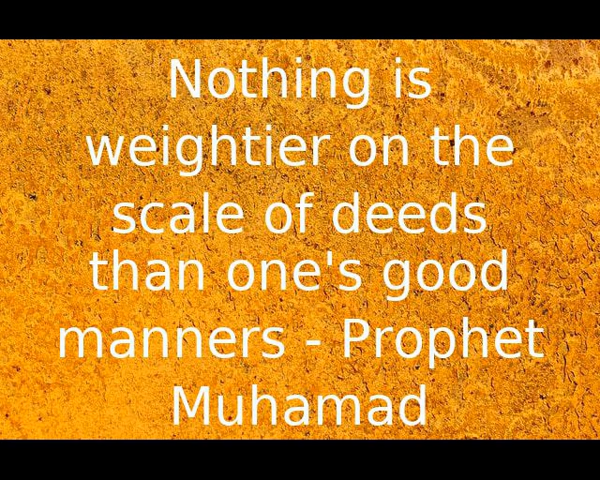 Nothing is
weightier on the
scale of deeds
than one's good
manners - Prophet
Muhamad